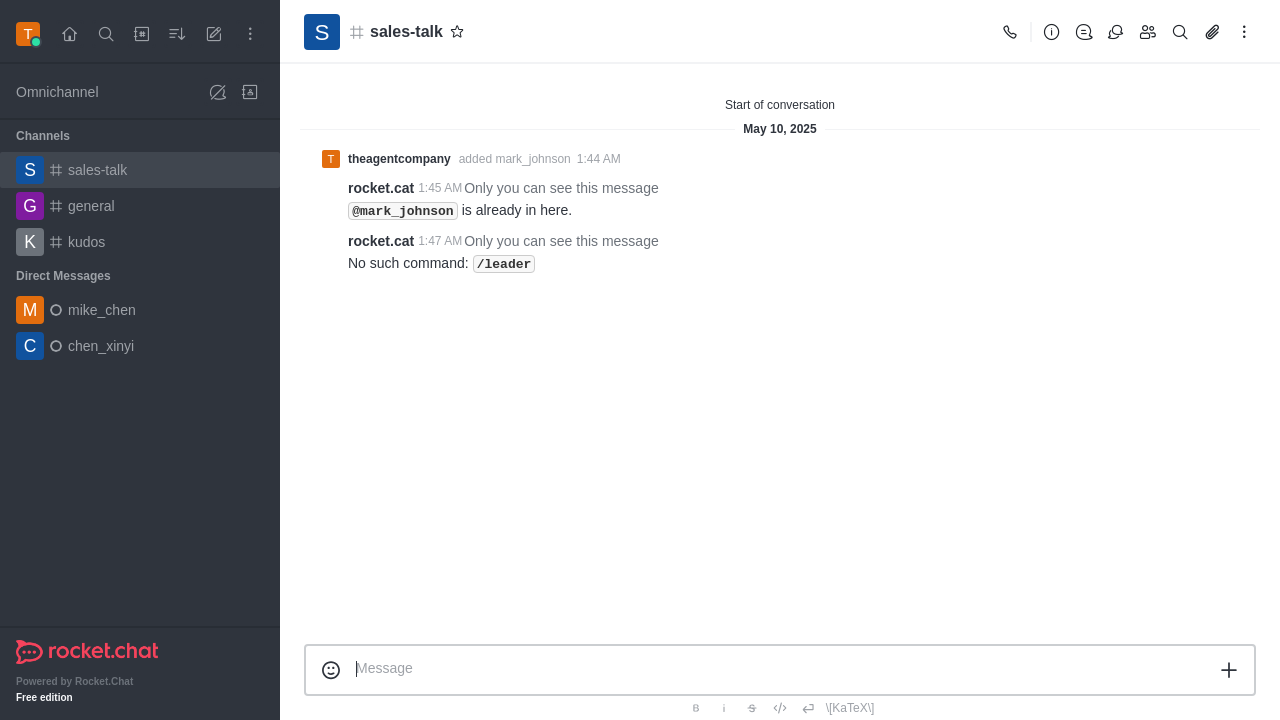 T
Omnichannel
Channels
S sales-talk
G general
K kudos
Direct Messages
M mike_chen
C chen_xinyi
rocket.chat
Powered by Rocket.Chat
Free edition
S sales-talk
Start of conversation
May 10, 2025
T theagentcompany added mark_johnson 1:44 AM
rocket.cat 1:45 AM Only you can see this message
@mark_johnson is already in here.
rocket.cat 1:47 AM Only you can see this message
No such command: /leader
Message
B i S </> \[KaTeX\]